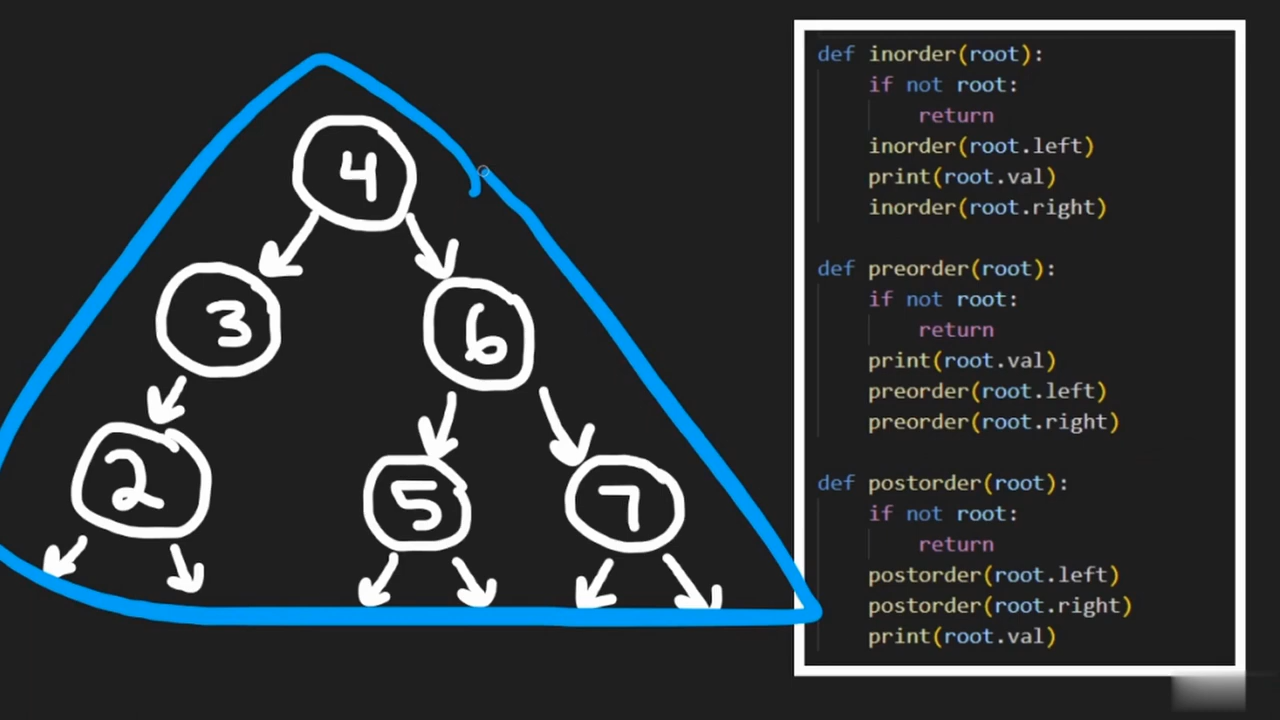 4
3
6
2
5
7
def inorder(root):
if not root:
return
inorder(root.left)
print(root.val)
inorder(root.right)
def preorder(root):
if not root:
return
print(root.val)
preorder(root.left)
preorder(root.right)
def postorder(root):
if not root:
return
postorder(root.left)
postorder(root.right)
print(root.val)